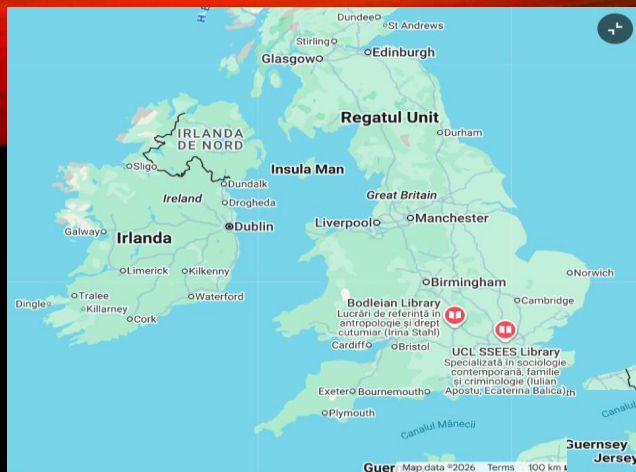 Dundee
St Andrews
Stirling
Edinburgh
Glasgow
Regatul Unit
Durham
IRLANDA
DE NORD
Sligo
Insula Man
Dundalk
Ireland
Drogheda
Great Britain
Galway
Irlanda
Dublin
Liverpool
Manchester
Limerick
Kilkenny
Birmingham
Norwich
Tralee
Dingle
Killarney
Waterford
Cork
Cambridge
Bodleian Library
Lucrări de referință în
antropologie și drept
cutumiar (Irina Stahl)
Cardiff
Bristol
UCL SSEES Library
Specializată în sociologie
contemporană, familie
și criminologie (Iulian
Apostu, Ecaterina Balica)
Exeter
Bournemouth
Plymouth
Canalul Mânecii
Guernsey
Jersey
Map data ©2026
Terms
100 km